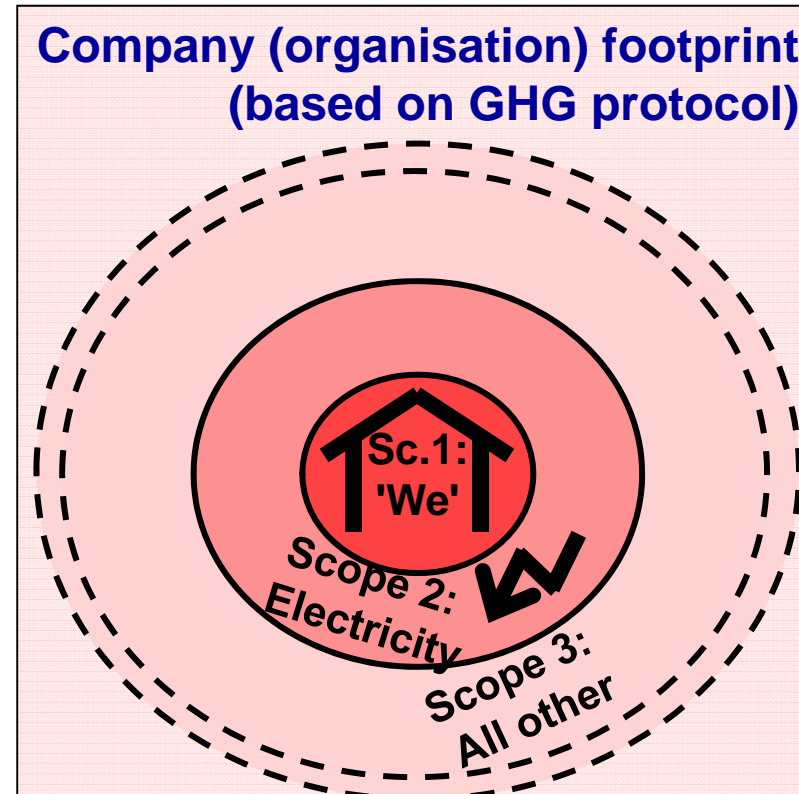 Company (organisation) footprint
(based on GHG protocol)
Sc.1:
'We'
Scope 2:
Electricity
Scope 3:
All other